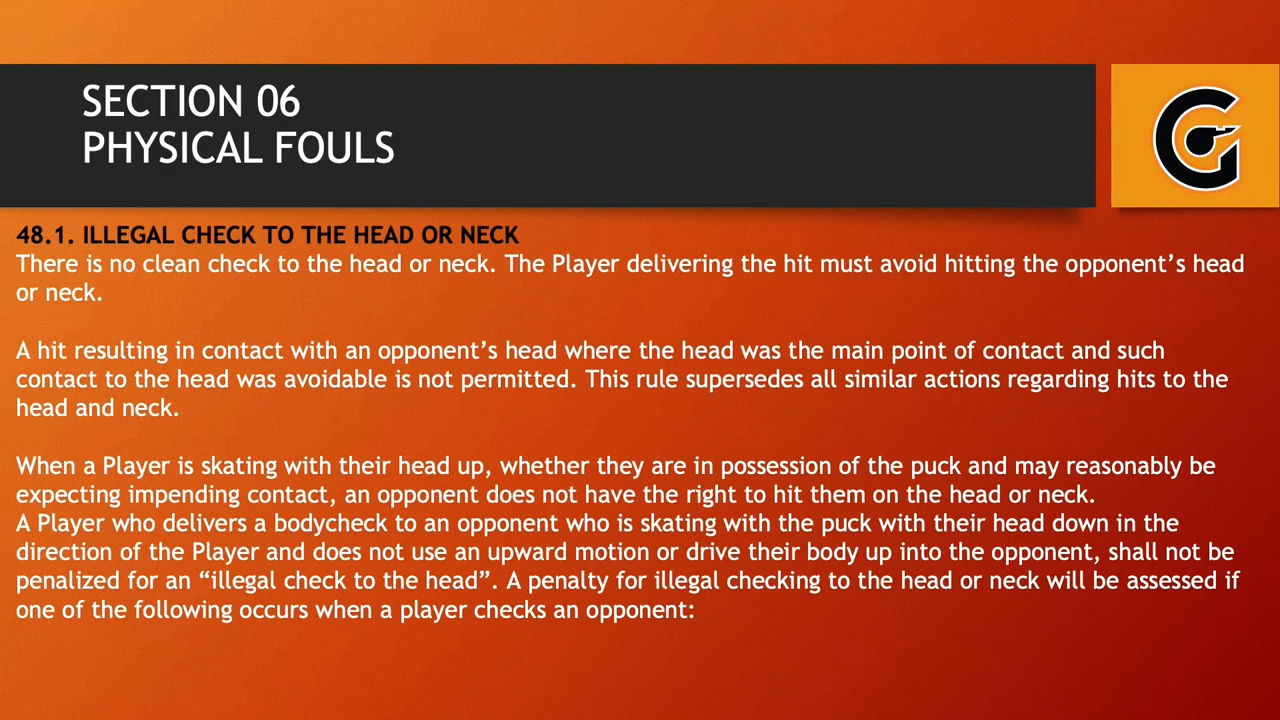 SECTION 06
PHYSICAL FOULS
48.1. ILLEGAL CHECK TO THE HEAD OR NECK
There is no clean check to the head or neck. The Player delivering the hit must avoid hitting the opponent’s head
or neck.
A hit resulting in contact with an opponent’s head where the head was the main point of contact and such
contact to the head was avoidable is not permitted. This rule supersedes all similar actions regarding hits to the
head and neck.
When a Player is skating with their head up, whether they are in possession of the puck and may reasonably be
expecting impending contact, an opponent does not have the right to hit them on the head or neck.
A Player who delivers a bodycheck to an opponent who is skating with the puck with their head down in the
direction of the Player and does not use an upward motion or drive their body up into the opponent, shall not be
penalized for an “illegal check to the head”. A penalty for illegal checking to the head or neck will be assessed if
one of the following occurs when a player checks an opponent: